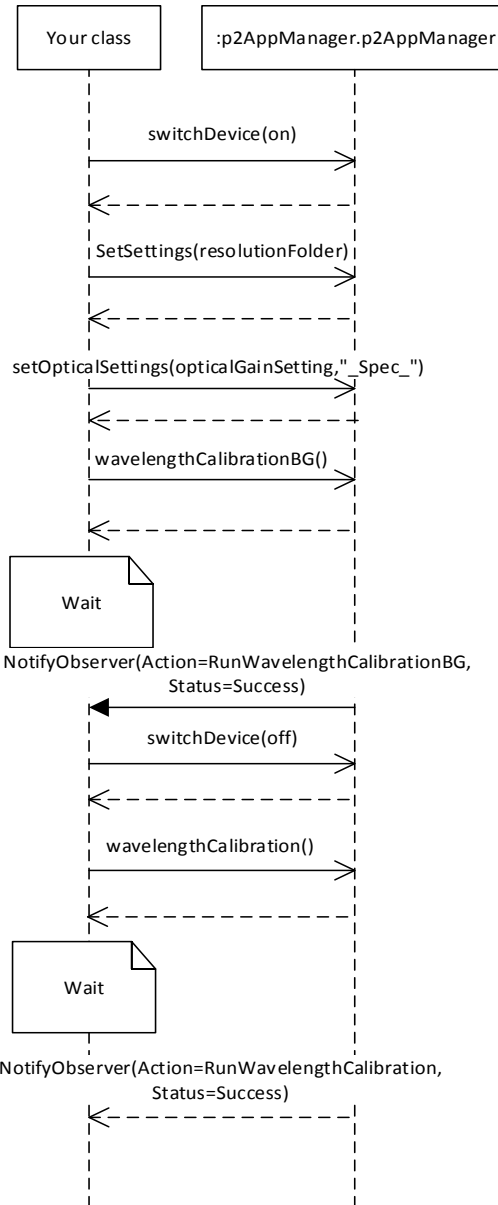 Your class
:p2AppManager.p2AppManager
switchDevice(on)
SetSettings(resolutionFolder)
setOpticalSettings(opticalGainSetting,"_Spec_")
wavelengthCalibrationBG()
Wait
NotifyObserver(Action=RunWavelengthCalibrationBG,
Status=Success)
switchDevice(off)
wavelengthCalibration()
Wait
NotifyObserver(Action=RunWavelengthCalibration,
Status=Success)